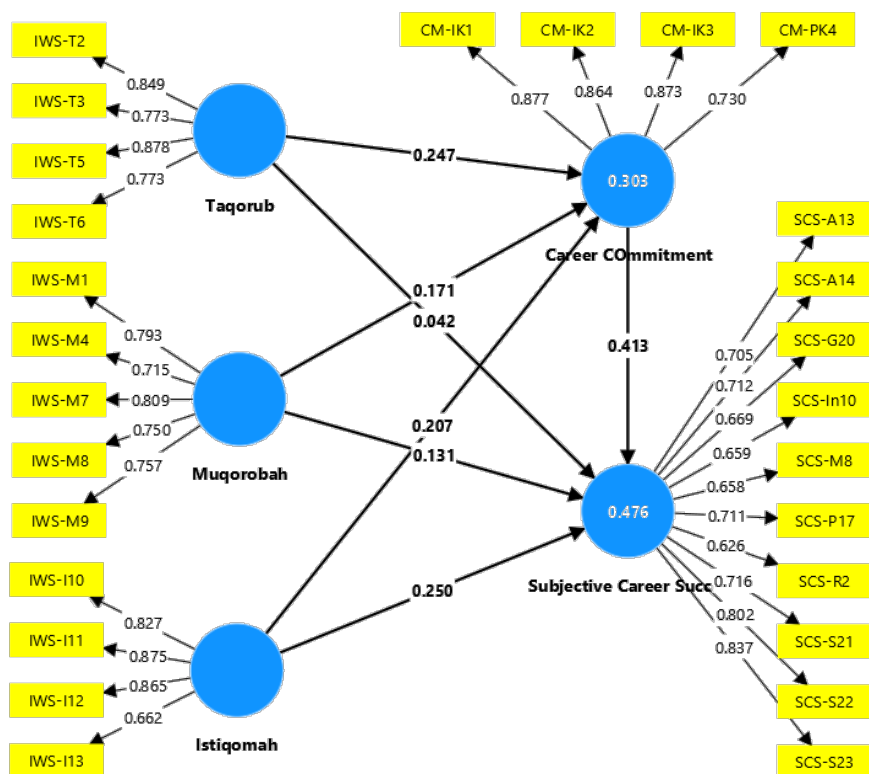 IWS-T2
IWS-T3
IWS-T5
IWS-T6
0.849
0.773
0.878
0.773
Taqorub
IWS-M1
IWS-M4
IWS-M7
IWS-M8
IWS-M9
0.793
0.715
0.809
0.750
0.757
Muqorobah
IWS-I10
IWS-I11
IWS-I12
IWS-I13
0.827
0.875
0.865
0.662
Istiqomah
0.247
0.171
0.042
0.207
0.131
0.250
0.413
CM-IK1
CM-IK2
CM-IK3
CM-PK4
0.877
0.864
0.873
0.730
0.303
Career COmmitment
0.476
Subjective Career Succ
0.705
0.712
0.669
0.659
0.658
0.711
0.626
0.716
0.802
0.837
SCS-A13
SCS-A14
SCS-G20
SCS-In10
SCS-M8
SCS-P17
SCS-R2
SCS-S21
SCS-S22
SCS-S23